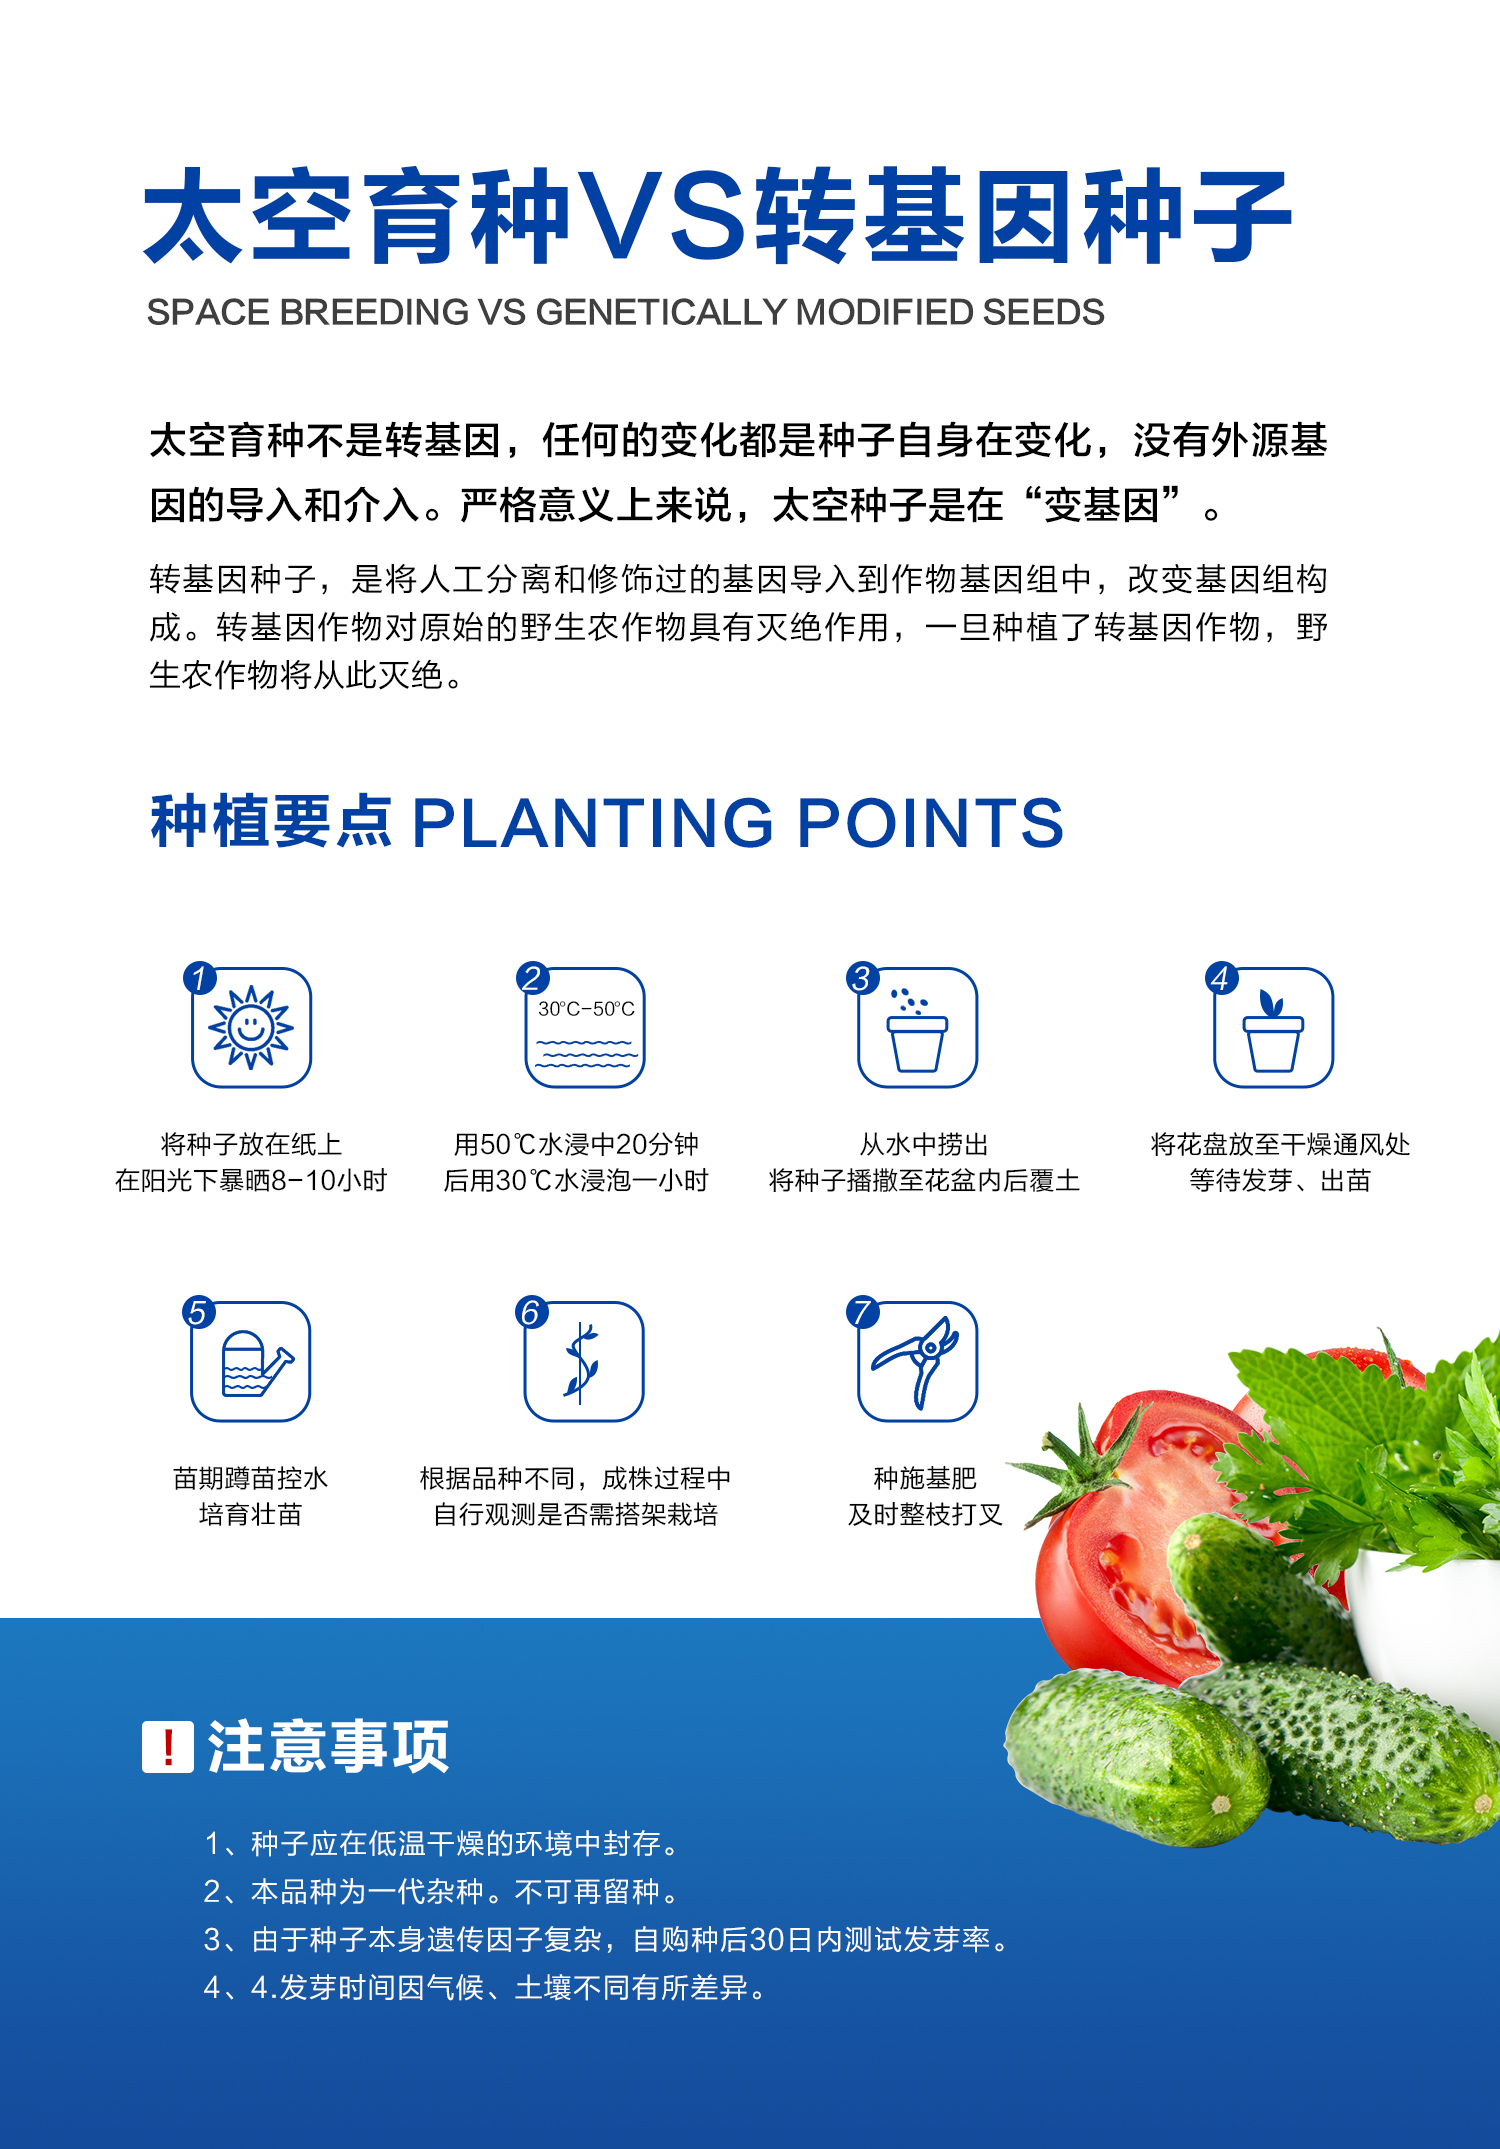 太空育种VS转基因种子
SPACE BREEDING VS GENETICALLY MODIFIED SEEDS
太空育种不是转基因，任何的变化都是种子自身在变化，没有外源基
因的导入和介入。严格意义上来说，太空种子是在“变基因”。
转基因种子，是将人工分离和修饰过的基因导入到作物基因组中，改变基因组构
成。转基因作物对原始的野生农作物具有灭绝作用，一旦种植了转基因作物，野
生农作物将从此灭绝。
种植要点 PLANTING POINTS
1
将种子放在纸上
在阳光下暴晒8-10小时
2
30℃-50℃
用50℃水浸中20分钟
后用30℃水浸泡一小时
3
从水中捞出
将种子播撒至花盆内后覆土
4
将花盘放至干燥通风处
等待发芽、出苗
5
苗期蹲苗控水
培育壮苗
6
根据品种不同，成株过程中
自行观测是否需搭架栽培
7
种施基肥
及时整枝打叉
! 注意事项
1、种子应在低温干燥的环境中封存。
2、本品种为一代杂种。不可再留种。
3、由于种子本身遗传因子复杂，自购种后30日内测试发芽率。
4、4.发芽时间因气候、土壤不同有所差异。